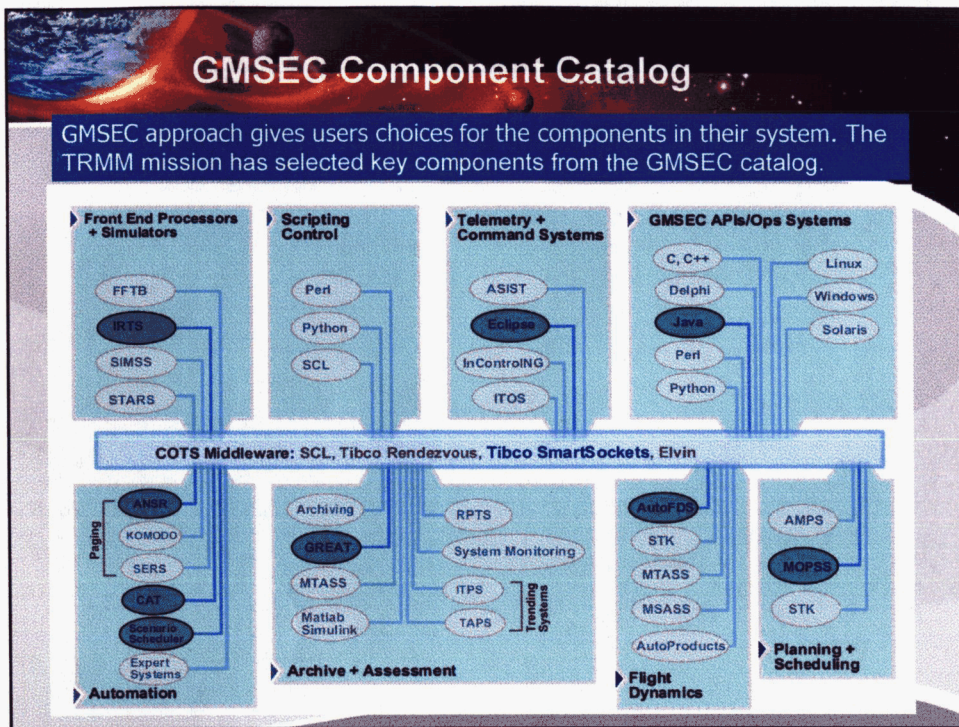 GMSEC Component Catalog
GMSEC approach gives users choices for the components in their system. The
TRMM mission has selected key components from the GMSEC catalog.
Front End Processors
+ Simulators
FFTB
IRTS
SIMSS
STARS
Scripting
Control
Perl
Python
SCL
Telemetry +
Command Systems
ASIST
Eclipse
InControlNG
ITOS
GMSEC APIs/Ops Systems
C, C++
Delphi
Java
Perl
Python
Linux
Windows
Solaris
COTS Middleware: SCL, Tibco Rendezvous, Tibco SmartSockets, Elvin
Paging
ANSR
KOMODO
SERS
CAT
Scenario
Scheduler
Expert
Systems
Automation
Archiving
GREAT
MTASS
Matlab
Simulink
RPTS
System Monitoring
ITPS
TAPS
Trending
Systems
Archive + Assessment
AutoFDS
STK
MTASS
MSASS
AutoProducts
Flight
Dynamics
AMPS
MOPSS
STK
Planning +
Scheduling